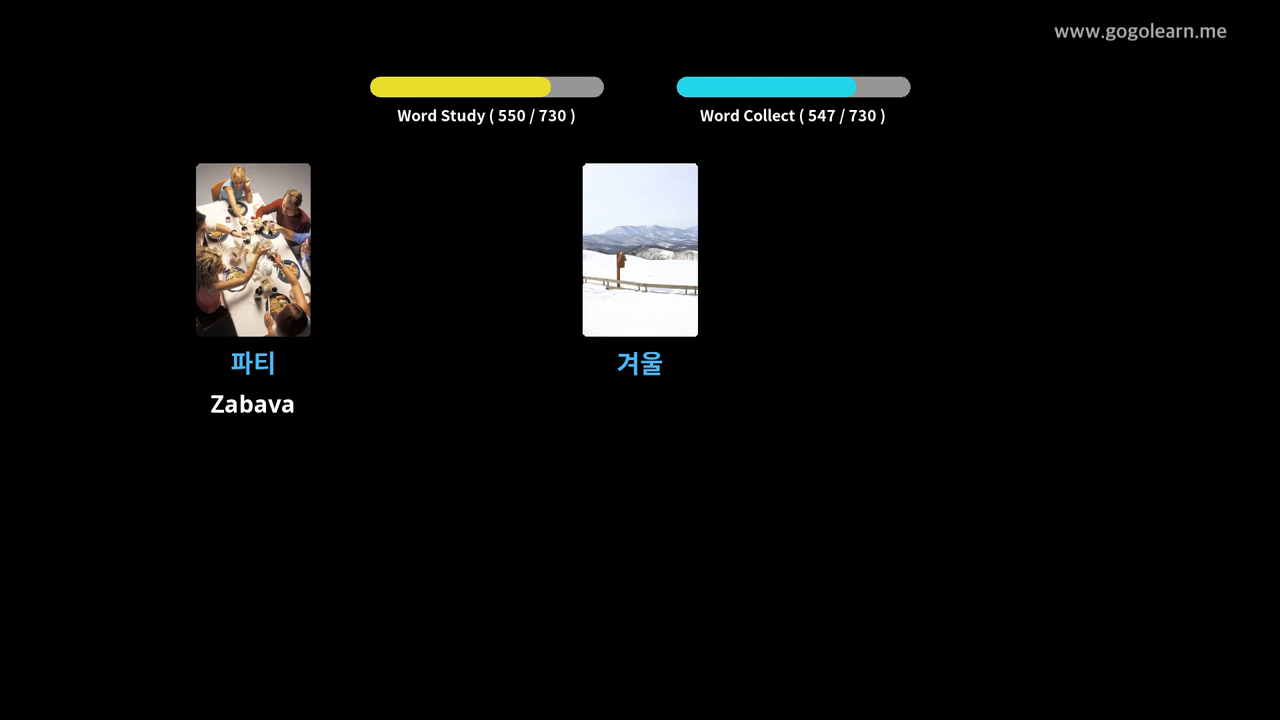 www.gogolearn.me
Word Study ( 550 / 730 )
Word Collect ( 547 / 730 )
파티
겨울
Zabava